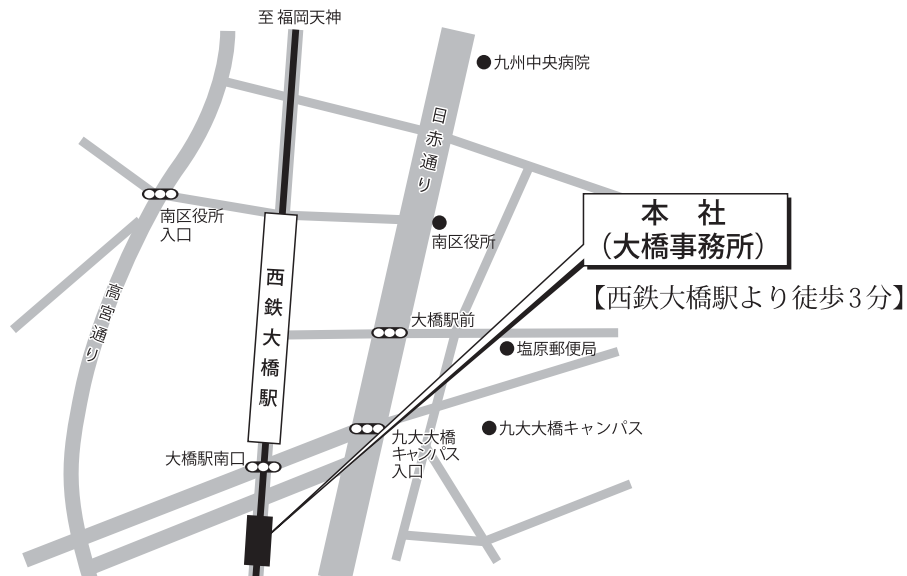 至 福岡天神
九州中央病院
日赤通り
本 社
(大橋事務所)
【西鉄大橋駅より徒歩3分】
南区役所
入口
南区役所
高宮通り
西鉄大橋駅
大橋駅前
塩原郵便局
九大大橋キャンパス
九大大橋
キャンパス
入口
大橋駅南口